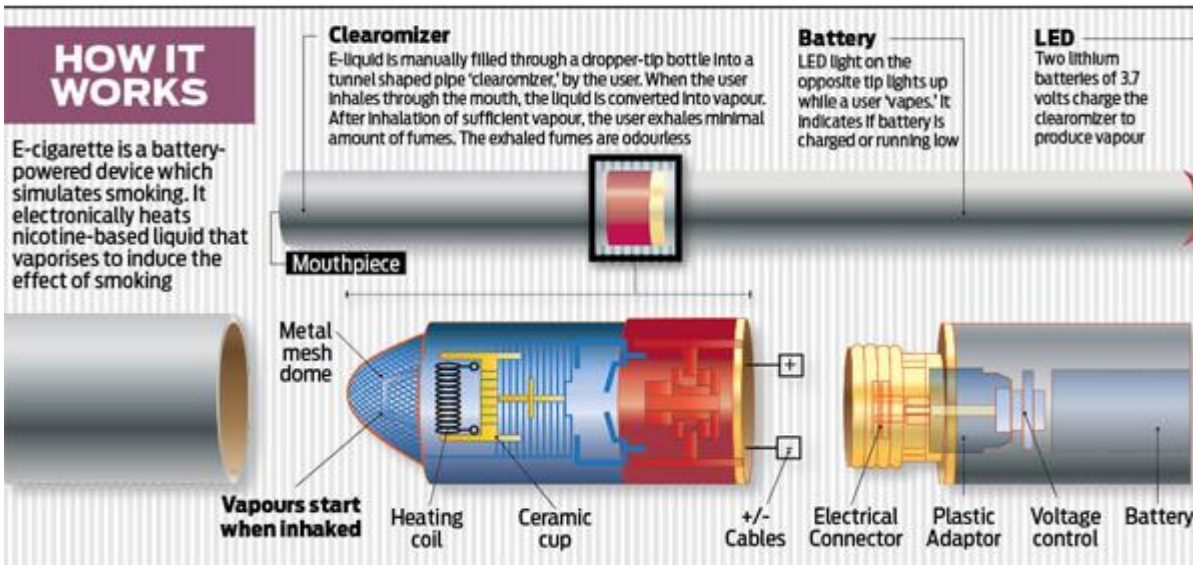 HOW IT
WORKS
E-cigarette is a battery-
powered device which
simulates smoking. It
electronically heats
nicotine-based liquid that
vaporises to induce the
effect of smoking
Clearomizer
E-liquid is manually filled through a dropper-tip bottle into a
tunnel shaped pipe 'clearomizer,' by the user. When the user
inhales through the mouth, the liquid is converted into vapour.
After inhalation of sufficient vapour, the user exhales minimal
amount of fumes. The exhaled fumes are odourless
Battery
LED light on the
opposite tip lights up
while a user 'vapes.' It
indicates if battery is
charged or running low
LED
Two lithium
batteries of 3.7
volts charge the
clearomizer to
produce vapour
Mouthpiece
Metal
mesh
dome
+
-
Vapours start
when inhaked
Heating
coil
Ceramic
cup
+/-
Cables
Electrical
Connector
Plastic
Adaptor
Voltage
control
Battery